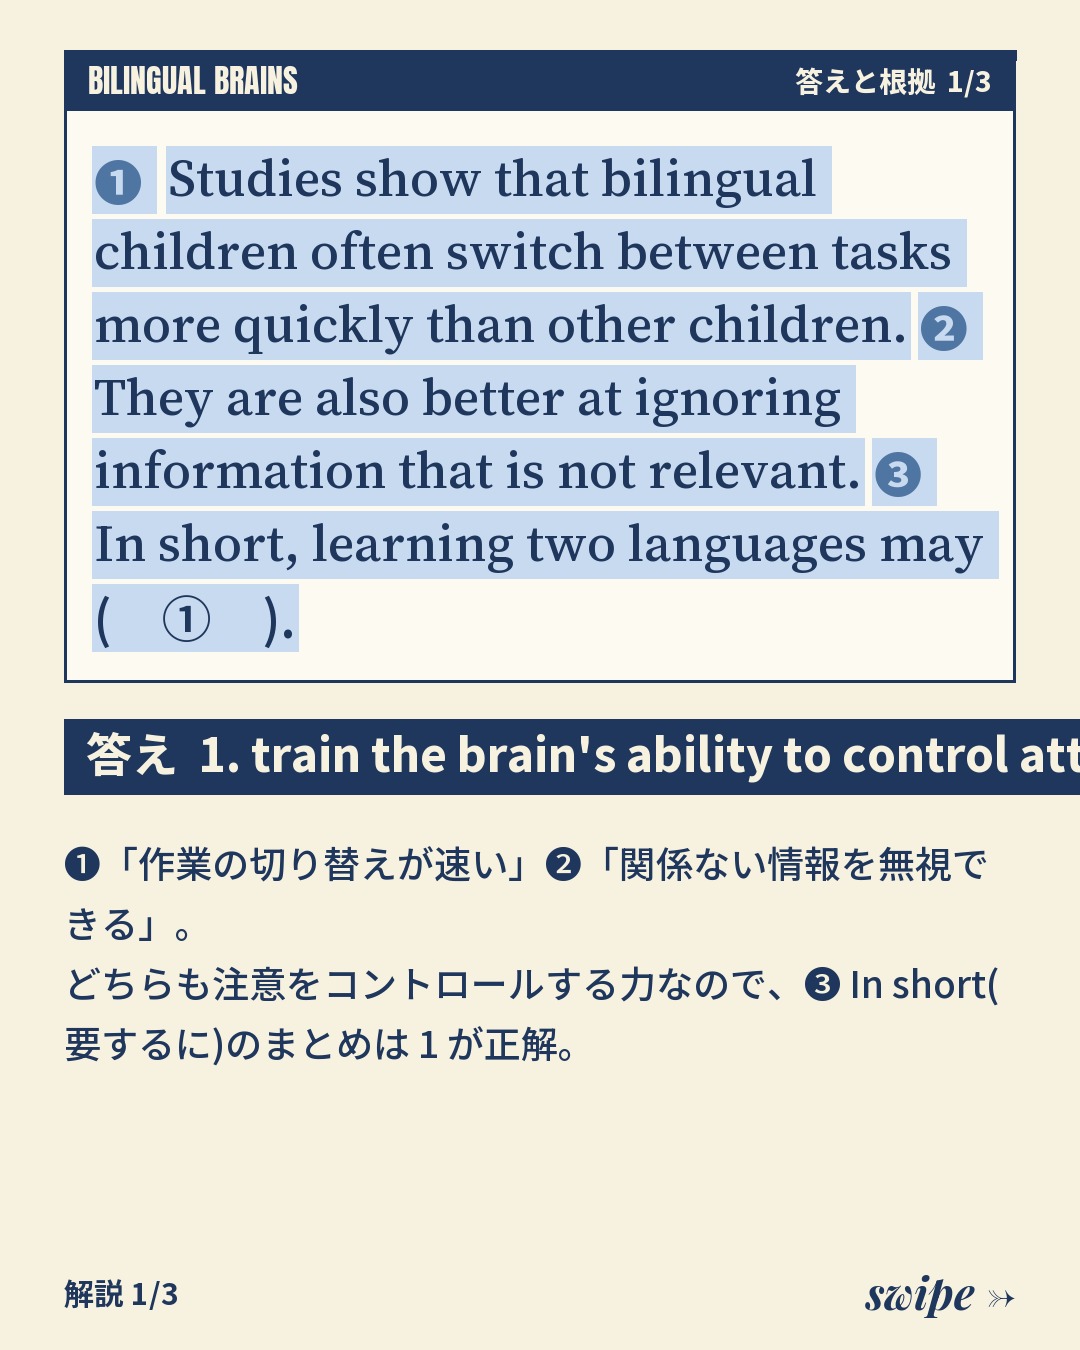 BILINGUAL BRAINS
答えと根拠 1/3
❶ Studies show that bilingual
children often switch between tasks
more quickly than other children. ❷
They are also better at ignoring
information that is not relevant. ❸
In short, learning two languages may
( ① ).
答え 1. train the brain's ability to control
❶「作業の切り替えが速い」❷「関係ない情報を無視で
きる」。
どちらも注意をコントロールする力なので、❸ In short(
要するに)のまとめは 1 が正解。
解説 1/3
swipe